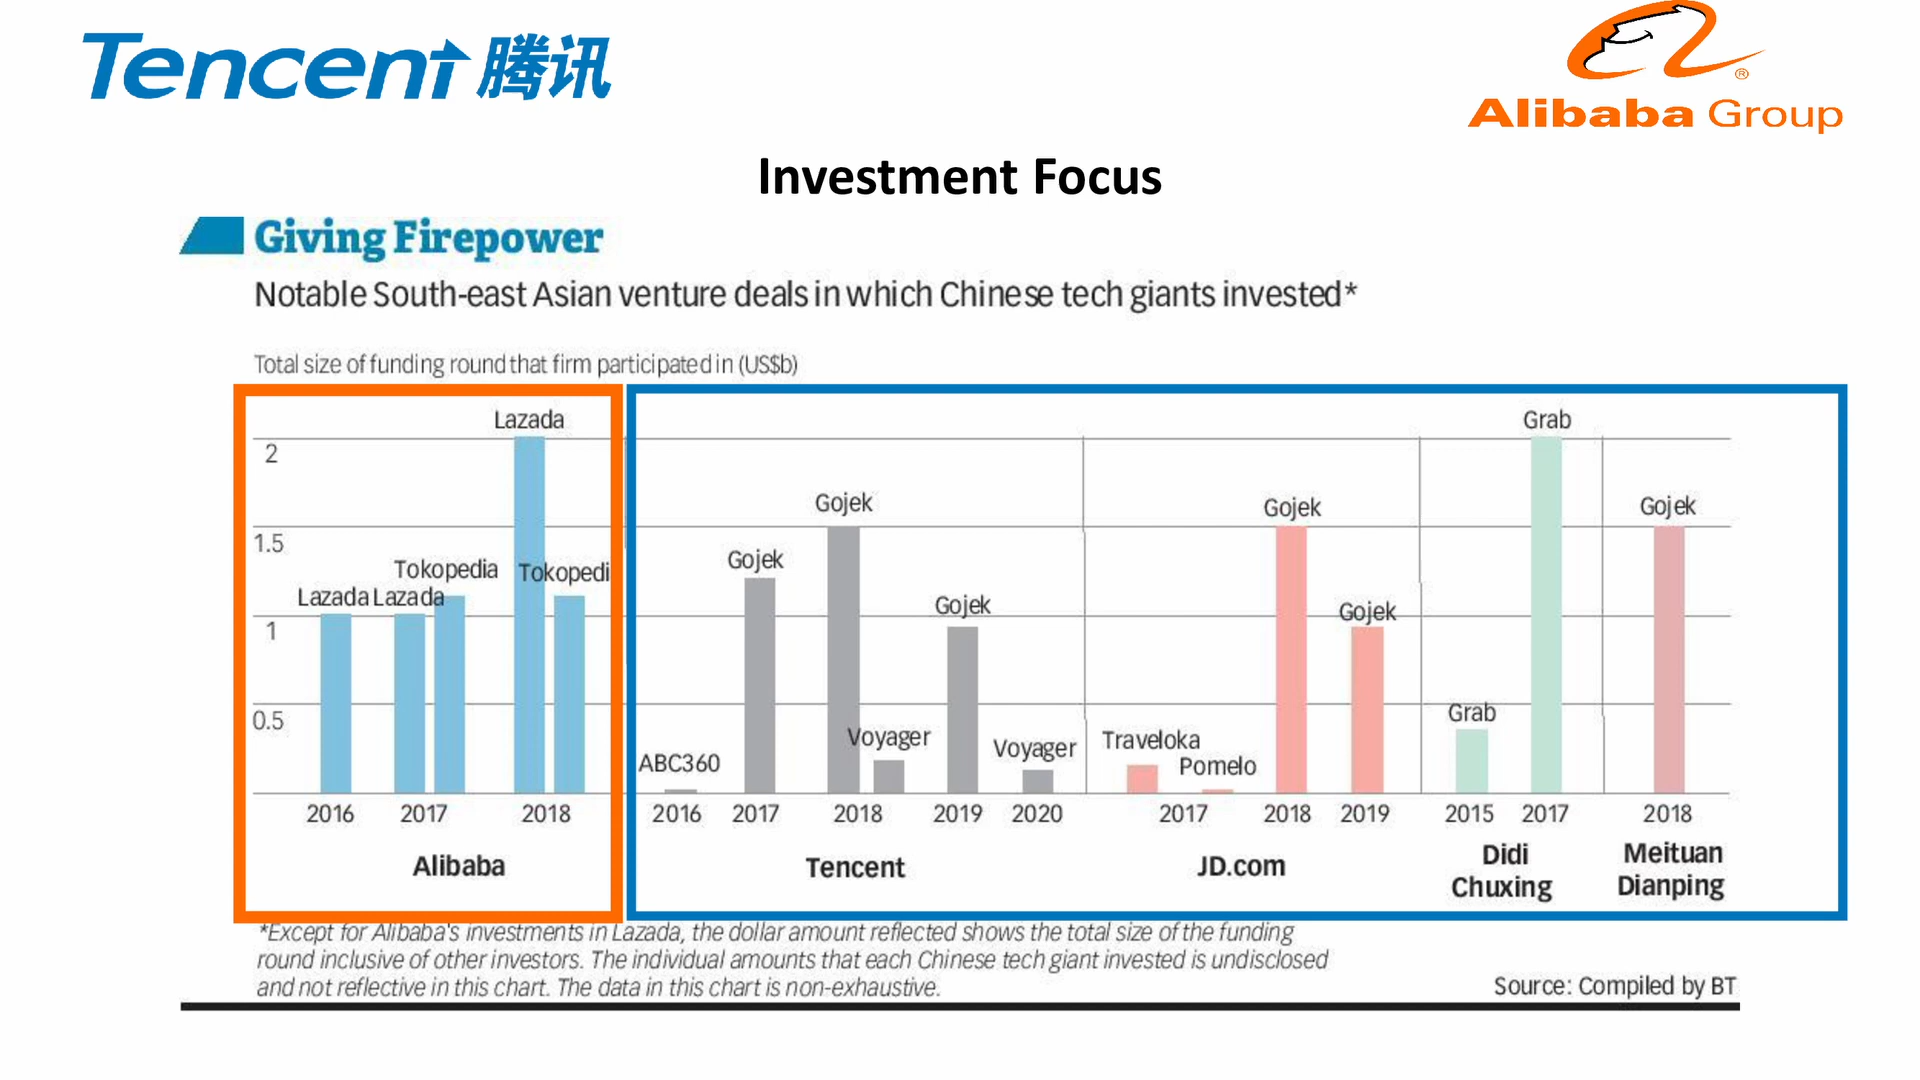 Tencent 腾讯
®
Alibaba Group
Investment Focus
Giving Firepower
Notable South-east Asian venture deals in which Chinese tech giants invested*
Total size of funding round that firm participated in (US$b)
Lazada
Grab
2
Gojek
Gojek
Gojek
1.5
Gojek
Tokopedia
Tokopedi
Lazada
Lazada
Gojek
Gojek
1
0.5
Grab
Voyager
Voyager
Traveloka
ABC360
Pomelo
2016
2017
2018
2016
2017
2018
2019
2020
2017
2018
2019
2015
2017
2018
Alibaba
Tencent
JD.com
Didi
Chuxing
Meituan
Dianping
*Except for Alibaba's investments in Lazada, the dollar amount reflected shows the total size of the funding
round inclusive of other investors. The individual amounts that each Chinese tech giant invested is undisclosed
and not reflective in this chart. The data in this chart is non-exhaustive.
Source: Compiled by BT